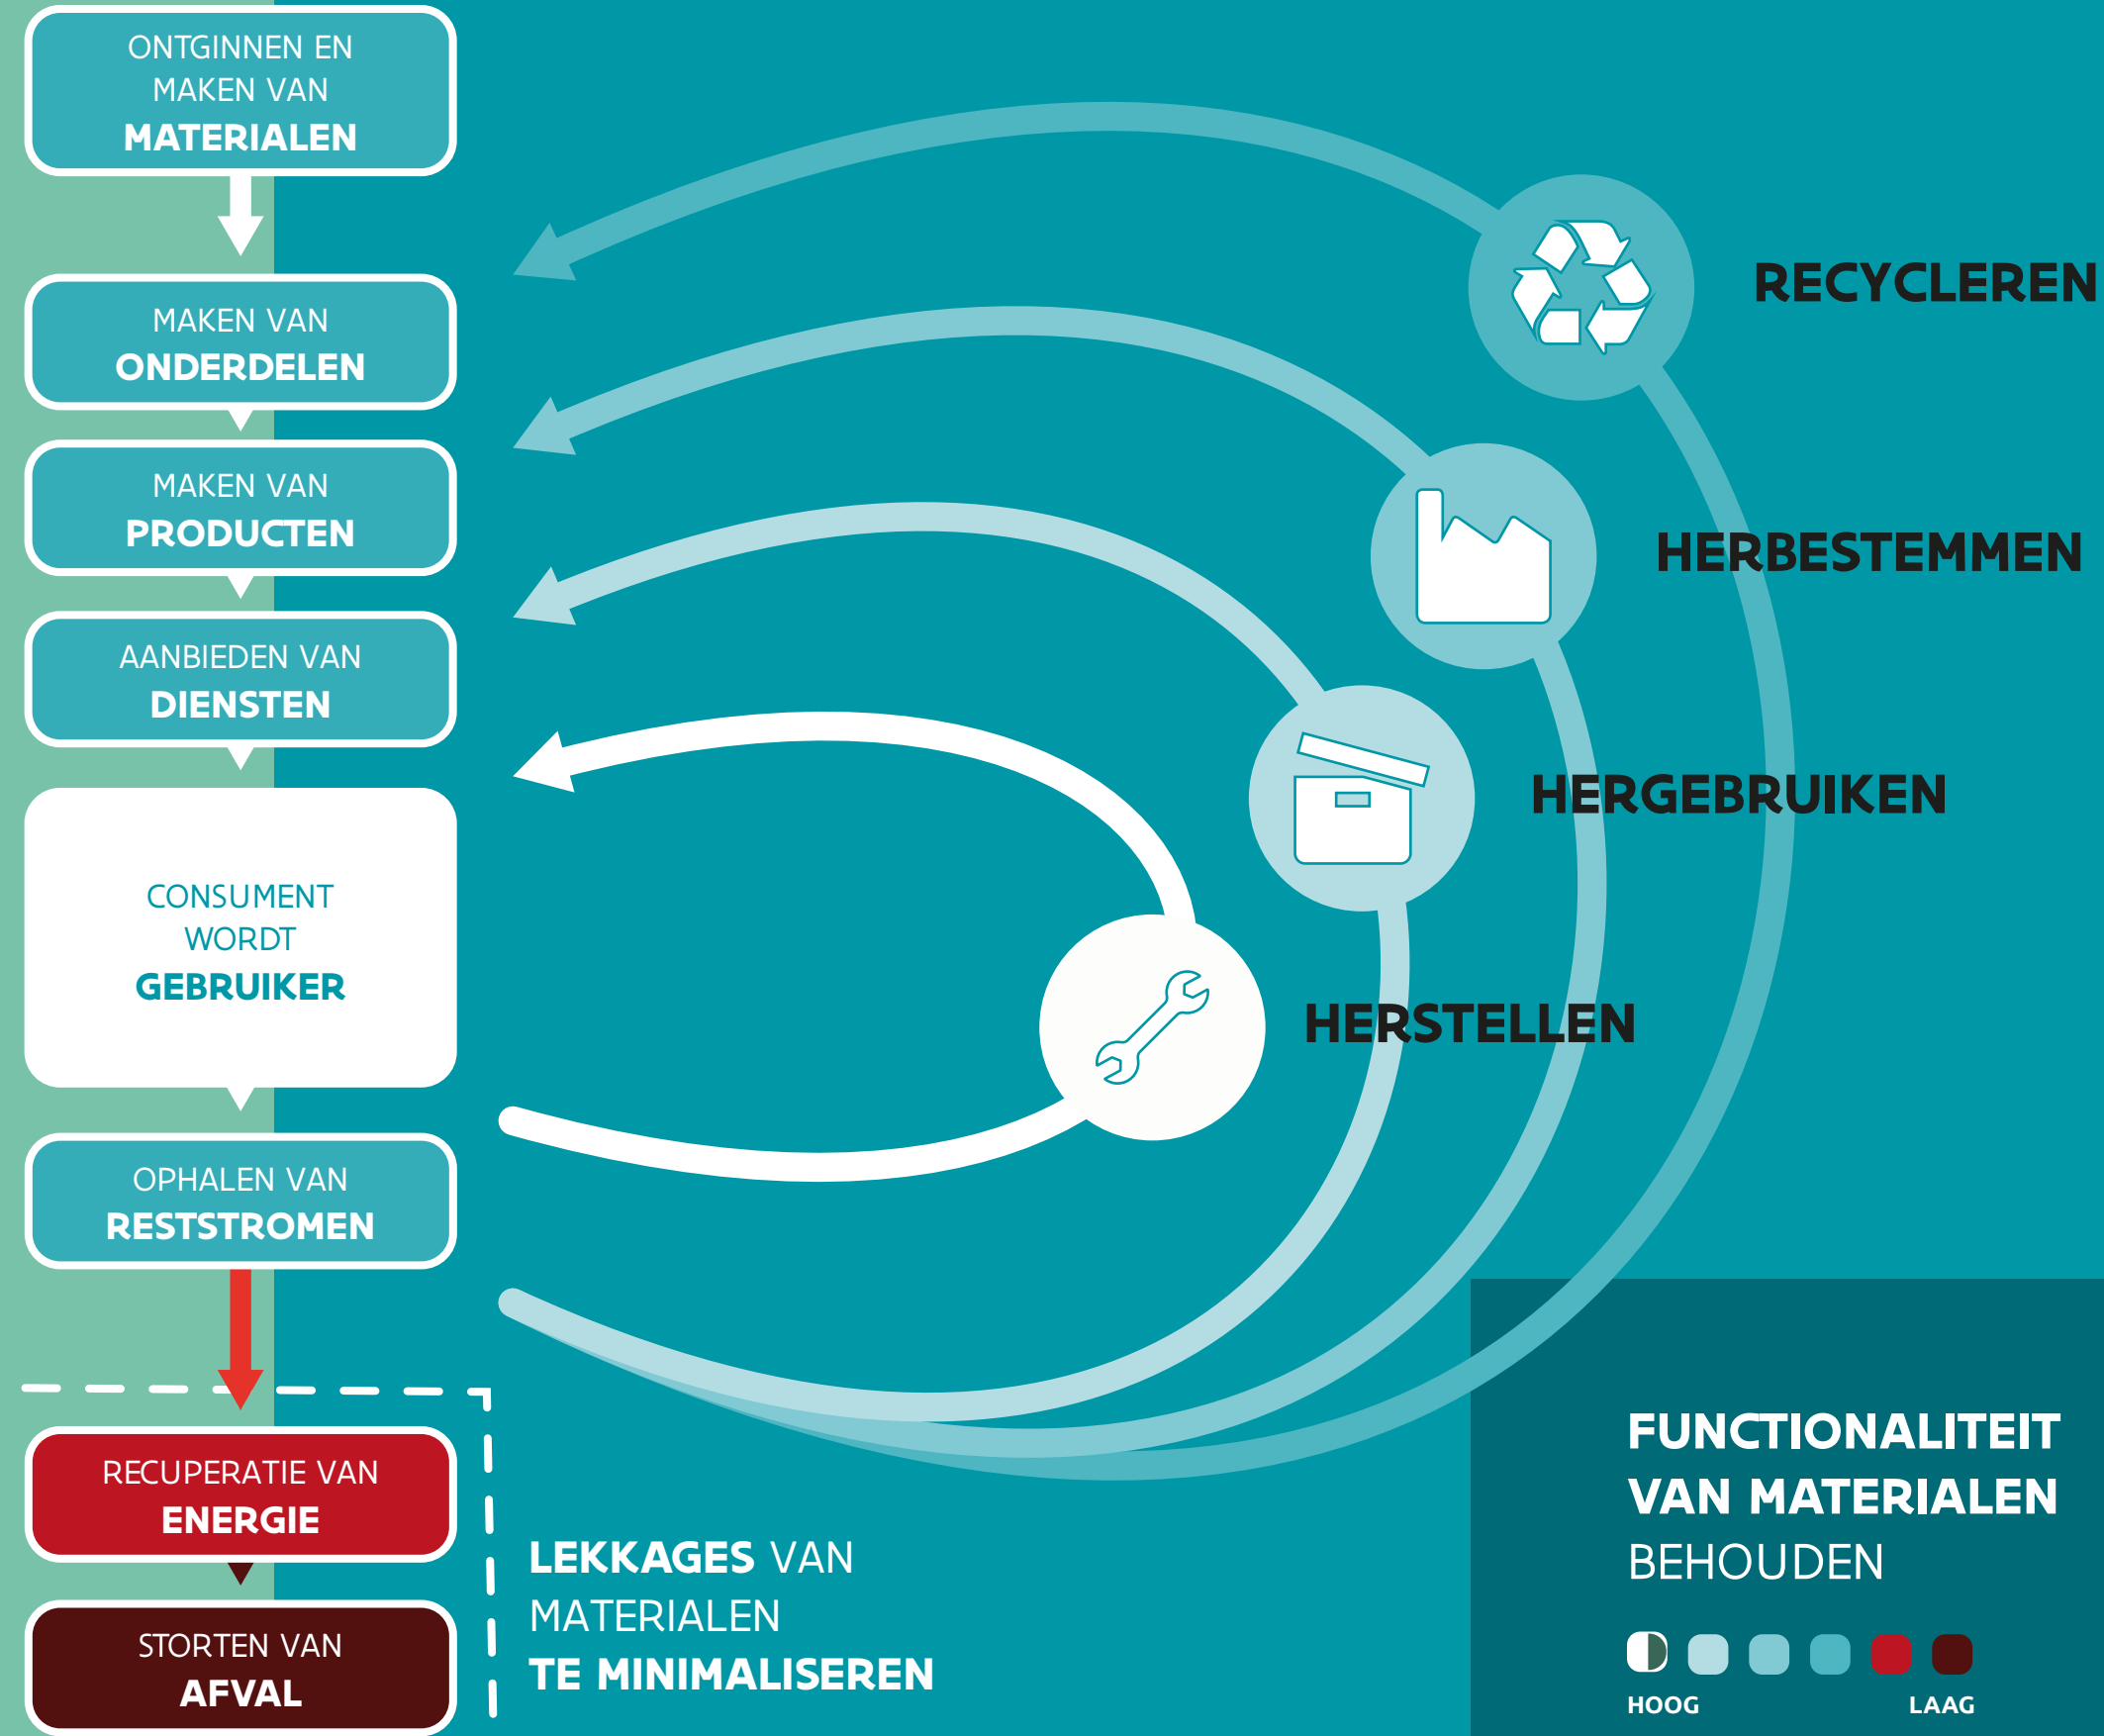 ONTGINNEN EN
MAKEN VAN
MATERIALEN
MAKEN VAN
ONDERDELEN
MAKEN VAN
PRODUCTEN
AANBIEDEN VAN
DIENSTEN
CONSUMENT
WORDT
GEBRUIKER
OPHALEN VAN
RESTSTROMEN
RECUPERATIE VAN
ENERGIE
STORTEN VAN
AFVAL
RECYCLEREN
HERBESTEMMEN
HERGEBRUIKEN
HERSTELLEN
LEKKAGES VAN
MATERIALEN
TE MINIMALISEREN
FUNCTIONALITEIT
VAN MATERIALEN
BEHOUDEN
HOOG LAAG